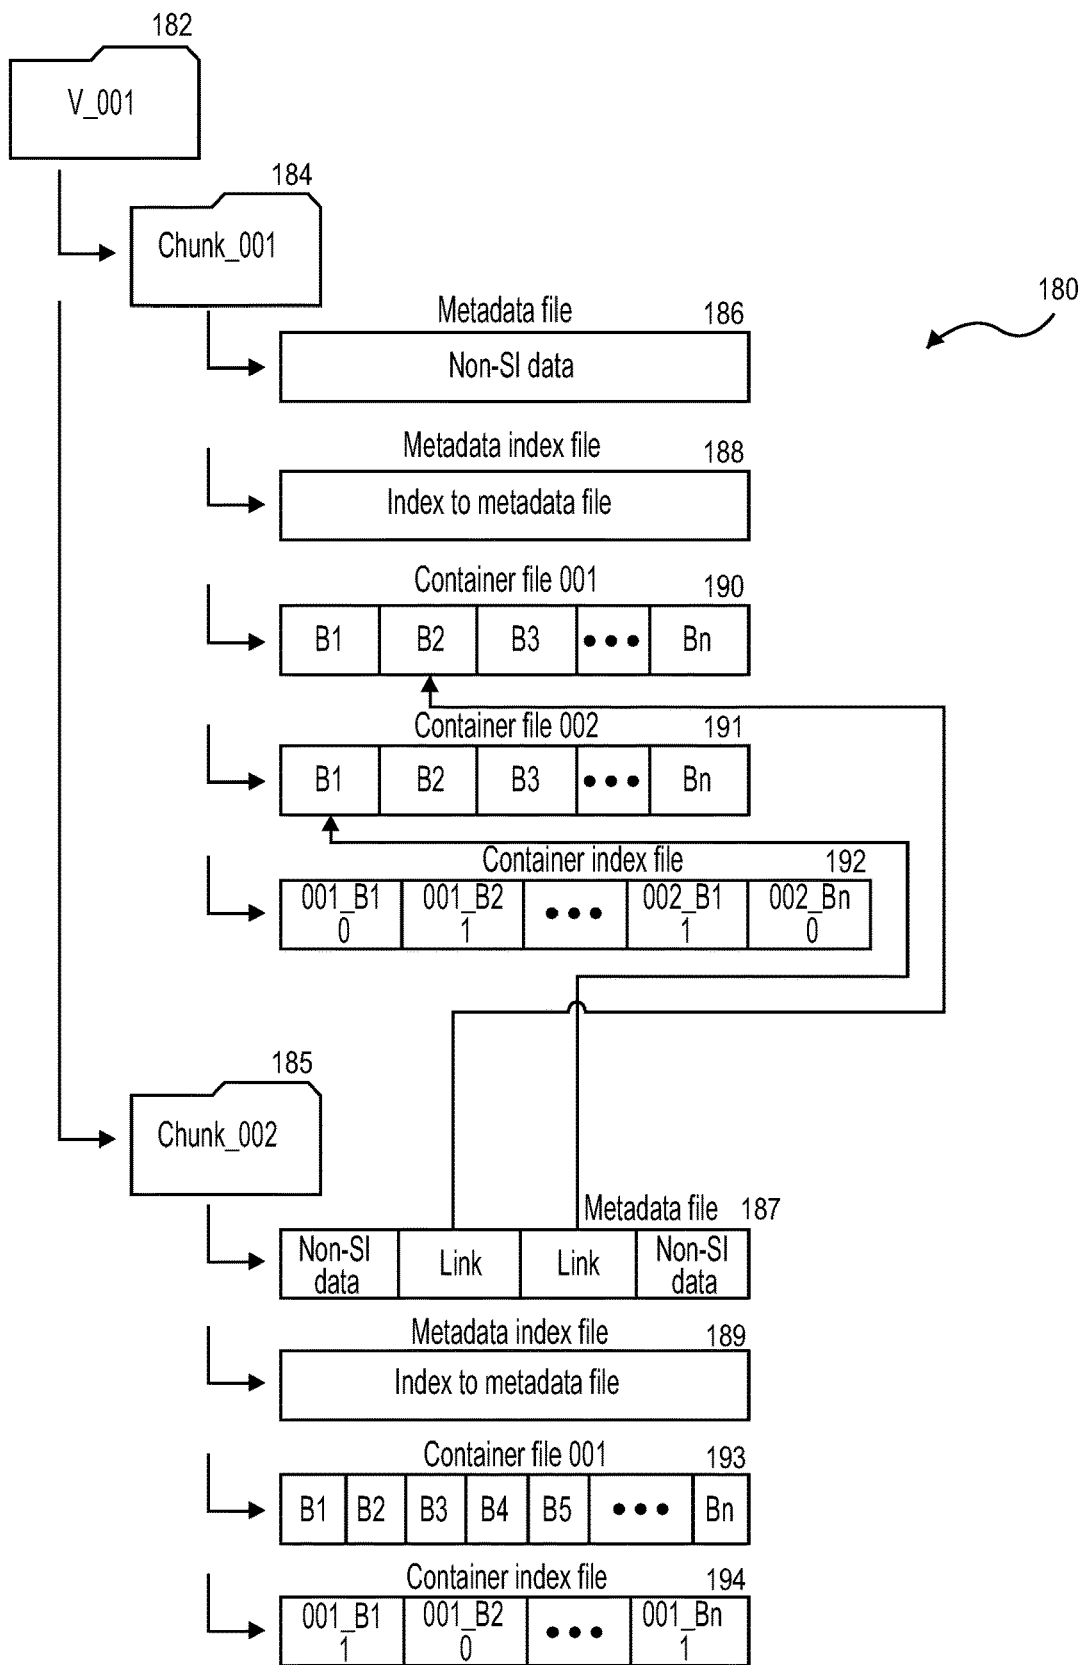 182
V_001
184
Chunk_001
180
Metadata file 186
Non-SI data
Metadata index file 188
Index to metadata file
Container file 001 190
B1 B2 B3 ••• Bn
Container file 002 191
B1 B2 B3 ••• Bn
Container index file 192
001_B1 001_B2 ••• 002_B1 002_Bn
0 1 1 0
185
Chunk_002
Metadata file 187
Non-SI Link Link Non-SI
data data
Metadata index file 189
Index to metadata file
Container file 001 193
B1 B2 B3 B4 B5 ••• Bn
Container index file 194
001_B1 001_B2 ••• 001_Bn
1 0 1